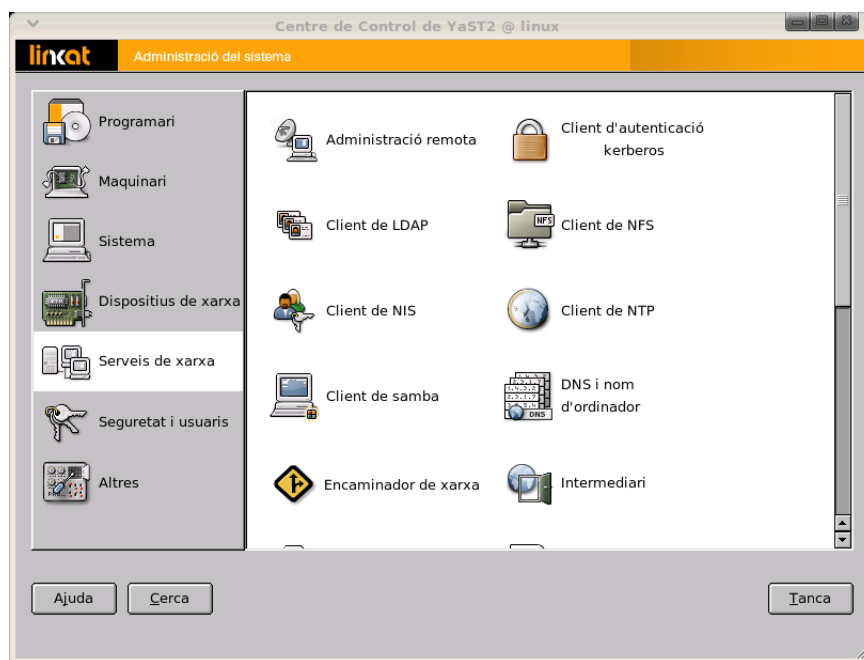 Centre de Control de YaST2 @ linux
linkat
Administració del sistema
Programari
Maquinari
Sistema
Dispositius de xarxa
Serveis de xarxa
Seguretat i usuaris
Altres
Administració remota
Client d'autenticació
kerberos
Client de LDAP
NFS
Client de NFS
Client de NIS
Client de NTP
Client de samba
DNS
DNS i nom
d'ordinador
Encaminador de xarxa
Intermediari
Ajuda
Cerca
Tanca